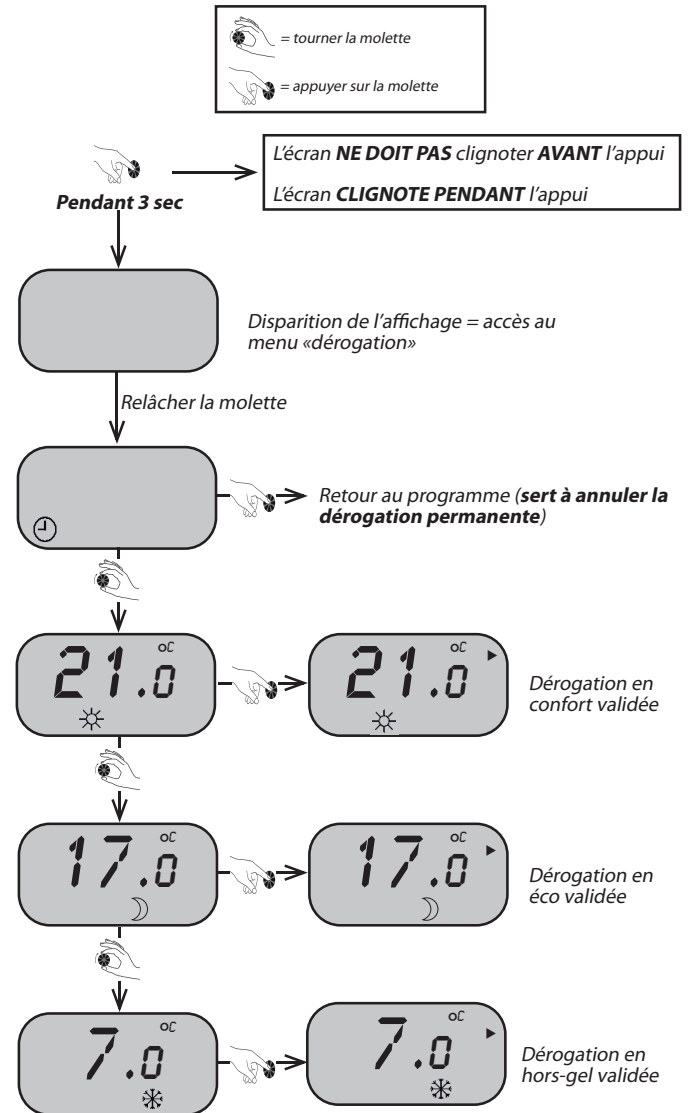 = tourner la molette
= appuyer sur la molette
L'écran NE DOIT PAS clignoter AVANT l'appui
L'écran CLIGNOTE PENDANT l'appui
Pendant 3 sec
Disparition de l'affichage = accès au
menu «dérogation»
Relâcher la molette
Retour au programme (sert à annuler la
dérogation permanente)
21.0 °C
21.0 °C
Dérogation en
confort validée
17.0 °C
17.0 °C
Dérogation en
éco validée
7.0 °C
7.0 °C
Dérogation en
hors-gel validée